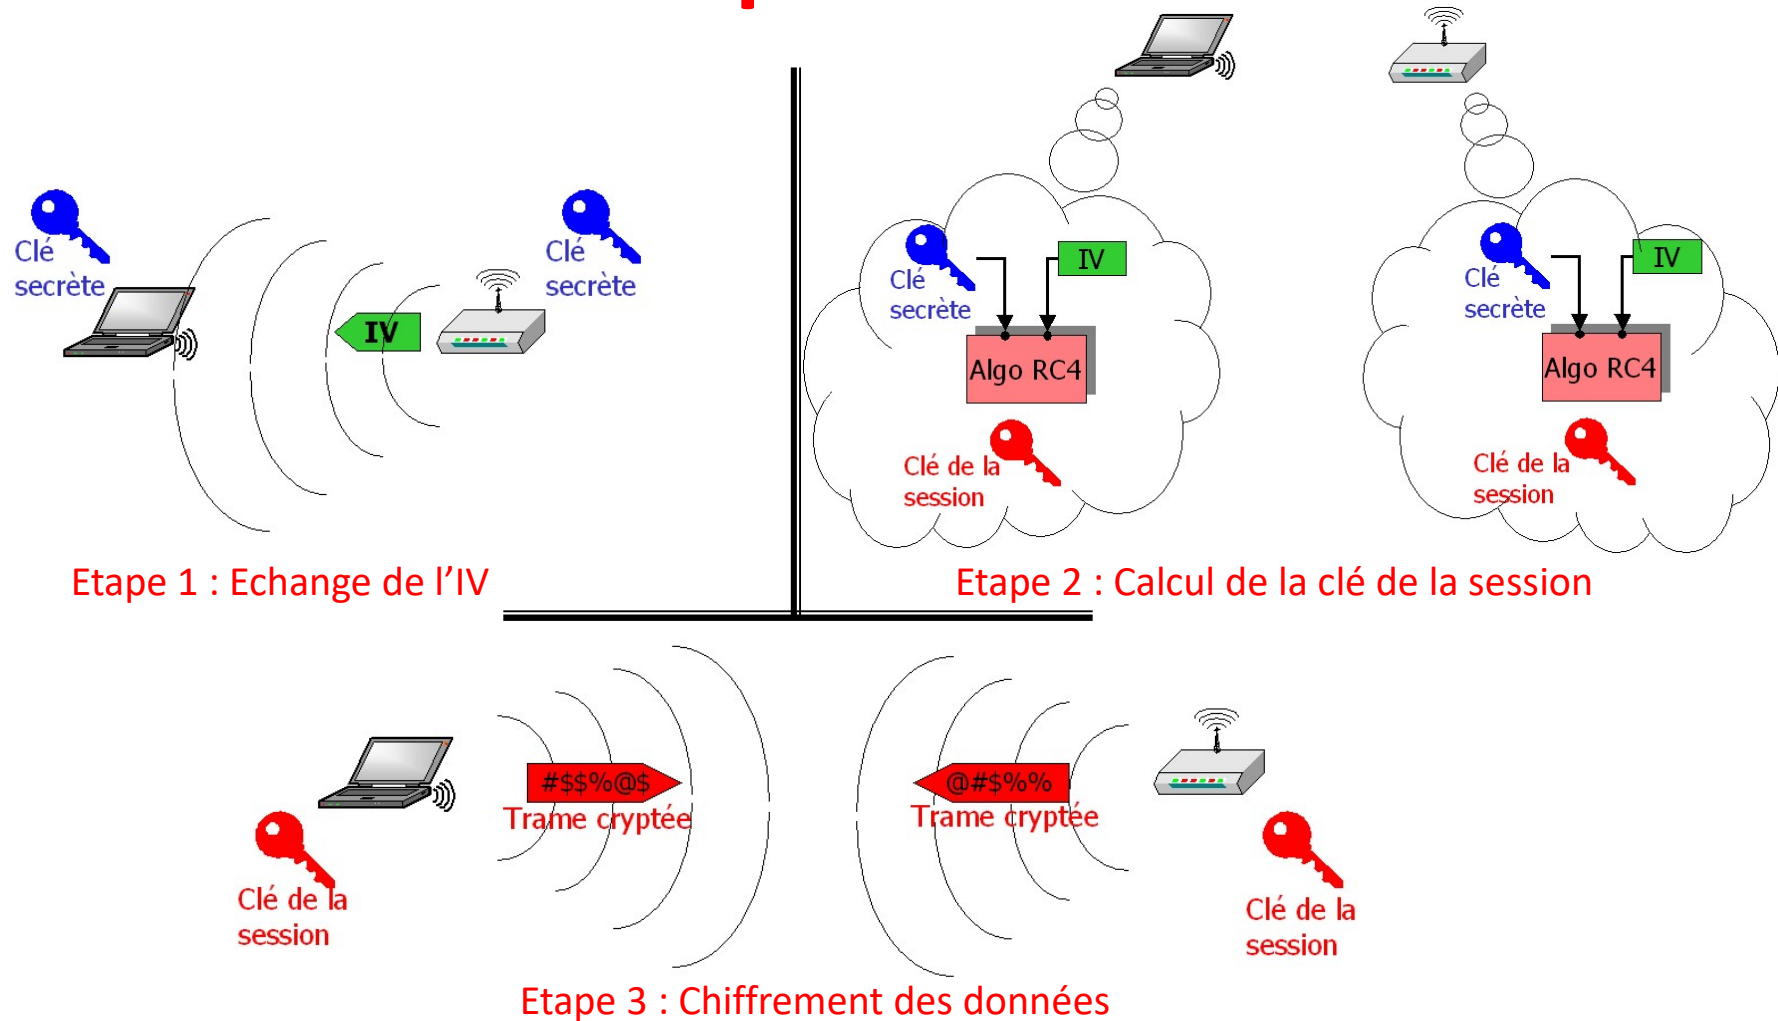 Clé
secrète
IV
Clé
secrète
Etape 1 : Echange de l’IV
Clé
secrète
IV
Algo RC4
Clé de la
session
Clé
secrète
IV
Algo RC4
Clé de la
session
Etape 2 : Calcul de la clé de la session
#$$%@$
Trame cryptée
Clé de la
session
@#$%%
Trame cryptée
Clé de la
session
Etape 3 : Chiffrement des données